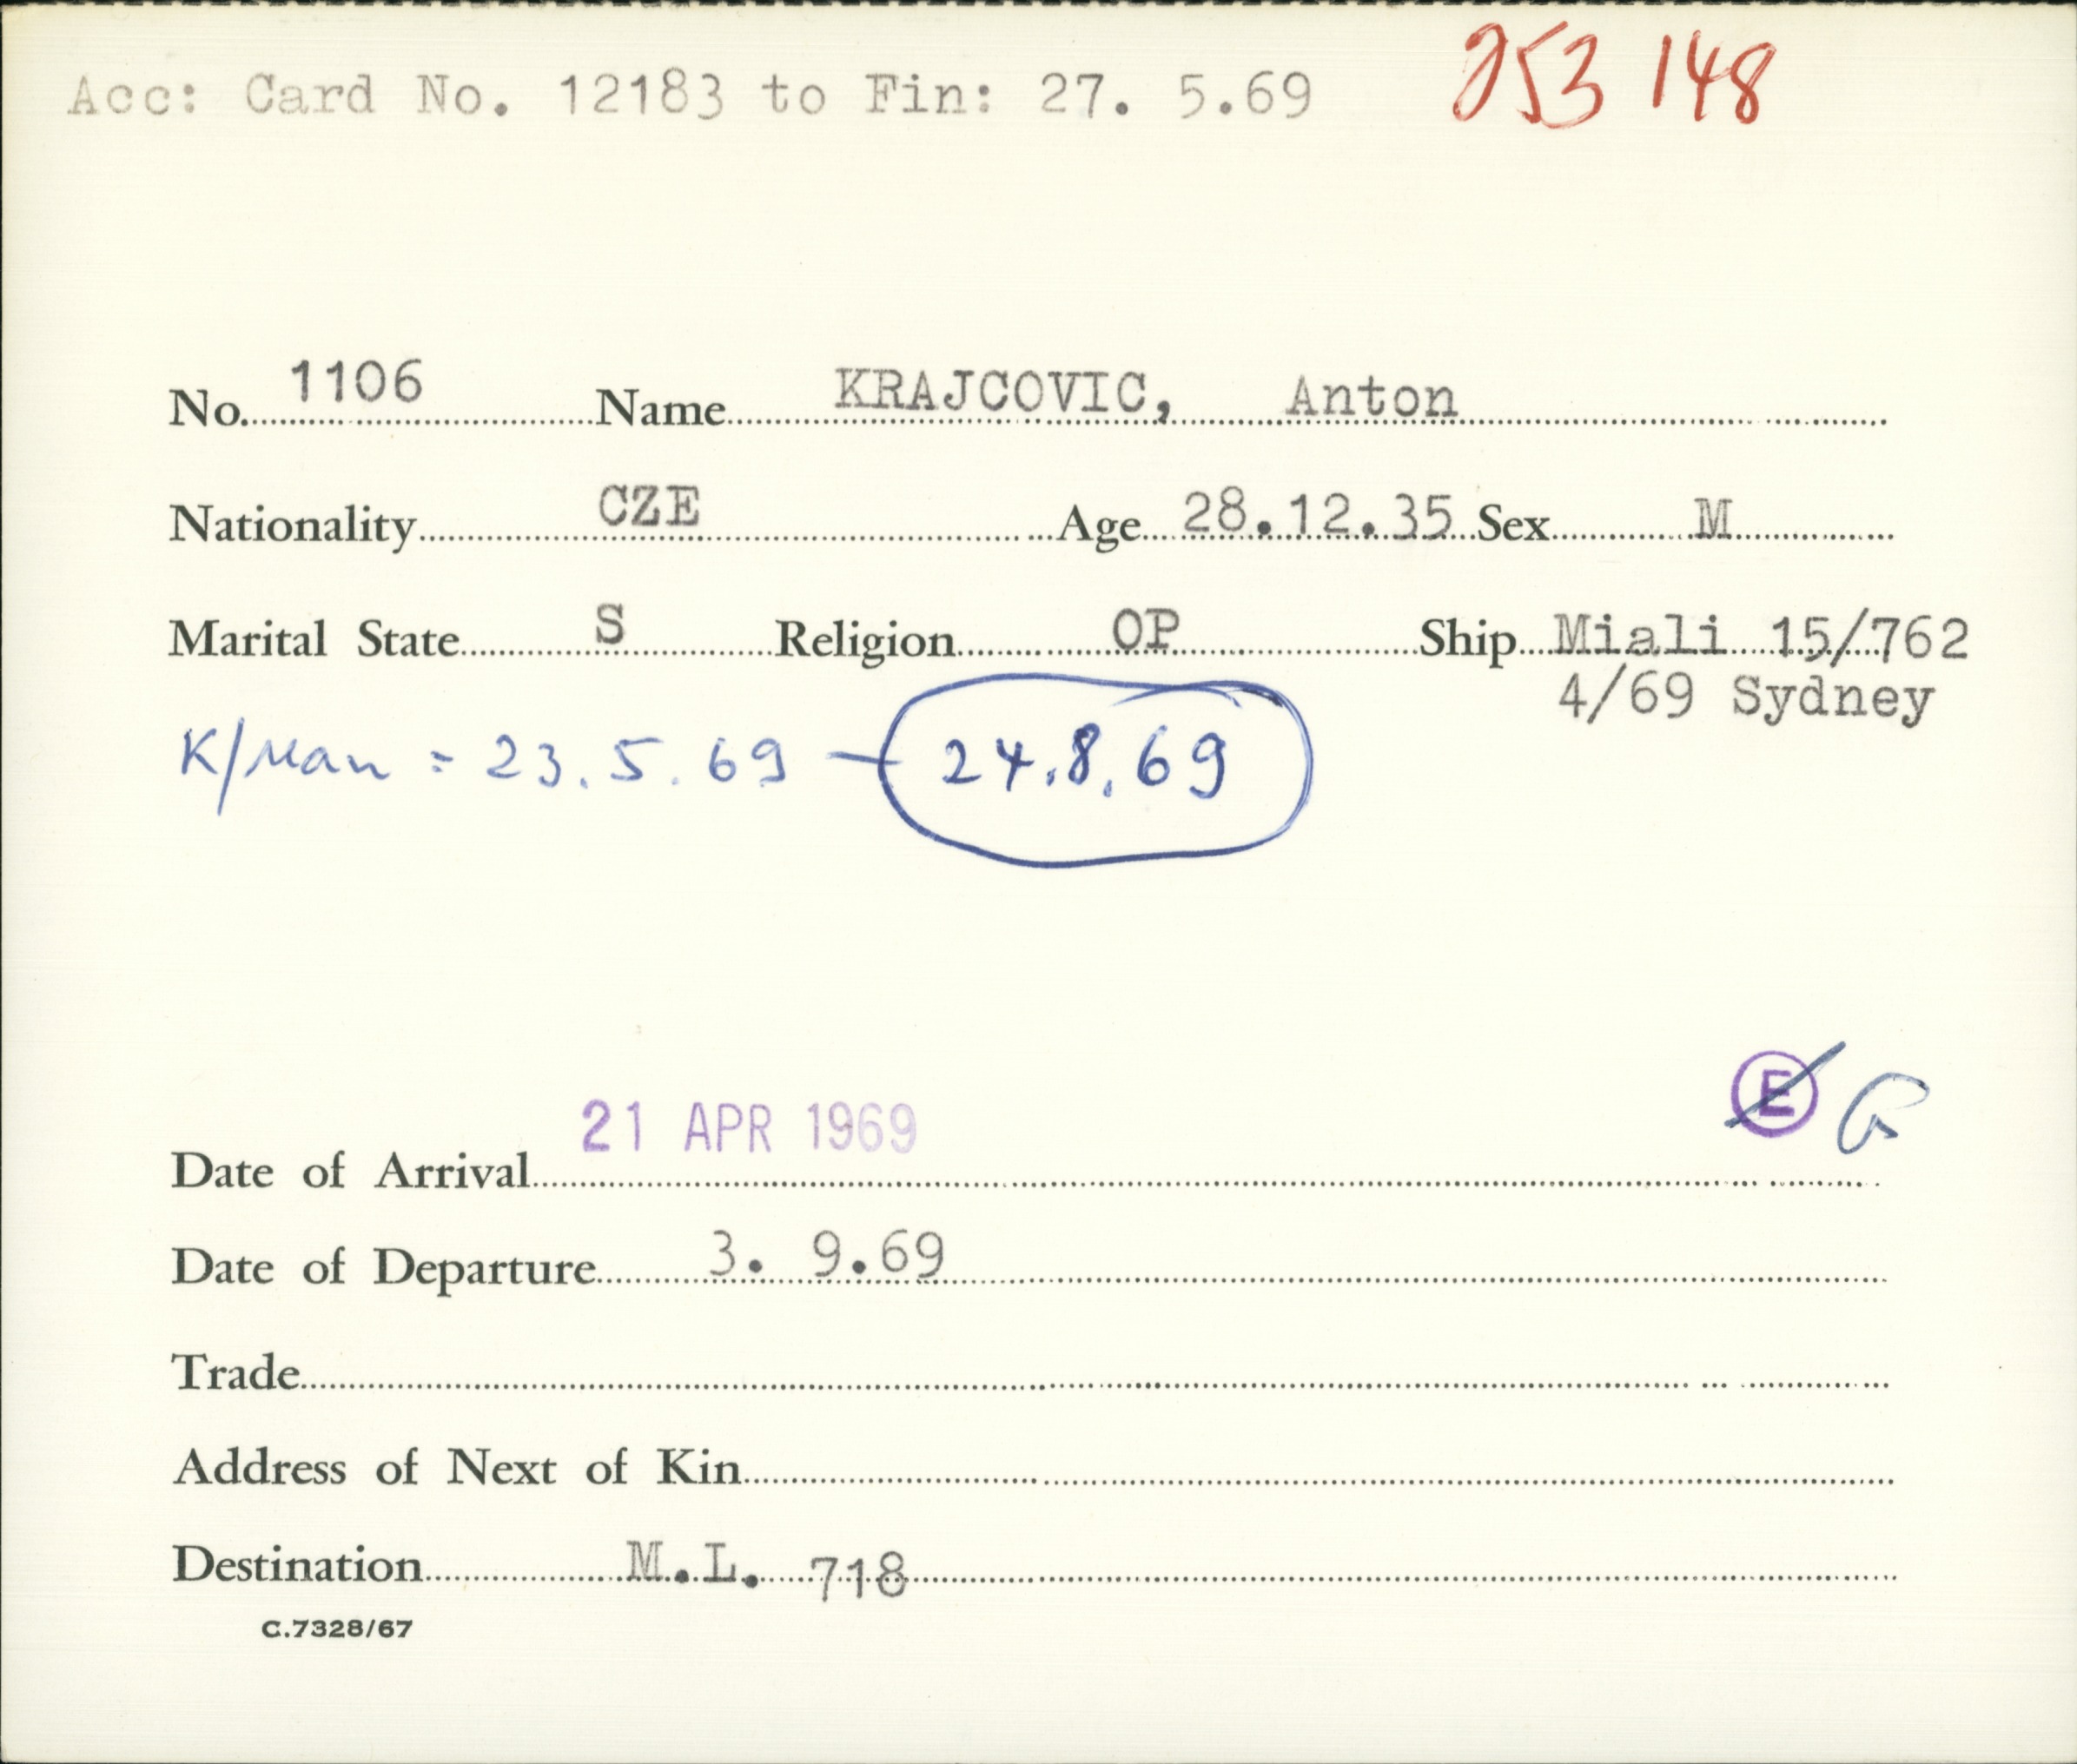 Acc: Card No. 12183 to Fin: 27. 5.69 253 148
No. 1106 Name KRAJCOVIC, Anton
Nationality CZE Age 28.12.35 Sex M
Marital State S Religion OP Ship Miali 15/762
4/69 Sydney
K/Man = 23.5.69 – 24.8.69
E
Date of Arrival 21 APR 1969
Date of Departure 3. 9.69
Trade
Address of Next of Kin
Destination M.L. 718
C.7328/67